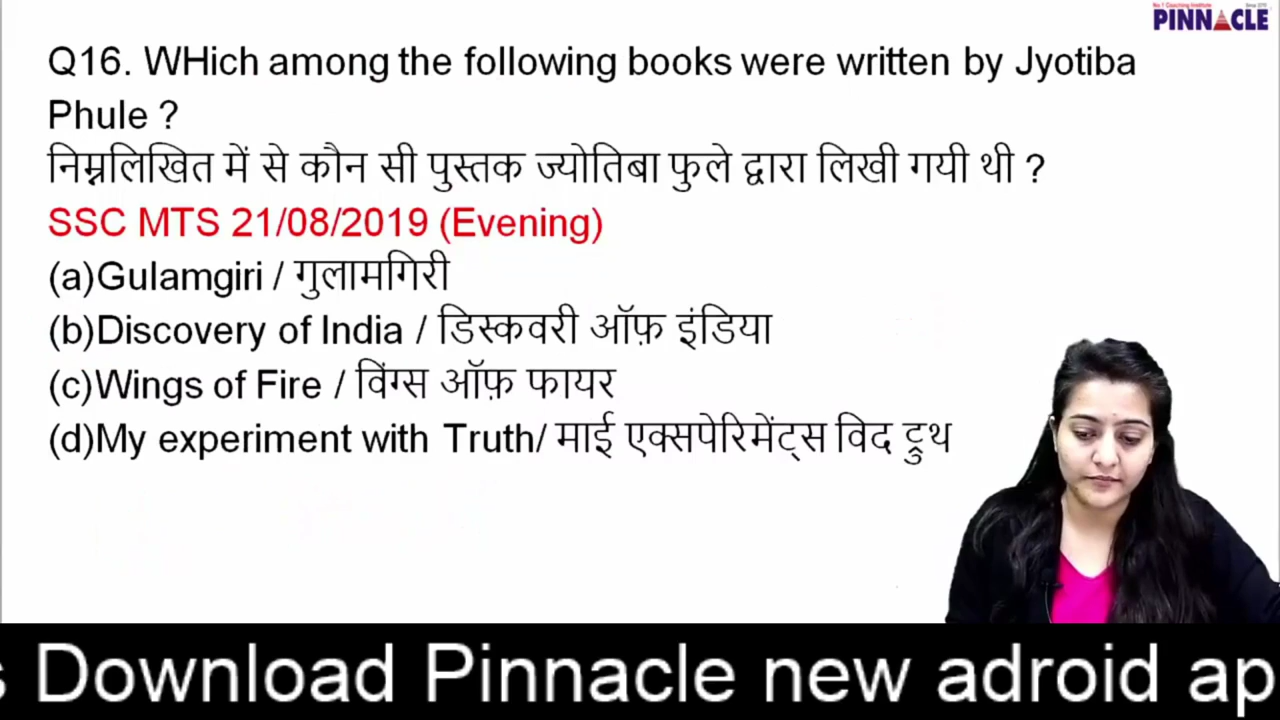 PINNACLE
Q16. WHich among the following books were written by Jyotiba
Phule ?
निम्नलिखित में से कौन सी पुस्तक ज्योतिबा फुले द्वारा लिखी गयी थी ?
SSC MTS 21/08/2019 (Evening)
(a)Gulamgiri / गुलामगिरी
(b)Discovery of India / डिस्कवरी ऑफ़ इंडिया
(c)Wings of Fire / विंग्स ऑफ़ फायर
(d)My experiment with Truth/ माई एक्सपेरिमेंट्स विद ट्रुथ
s Download Pinnacle new adroid ap